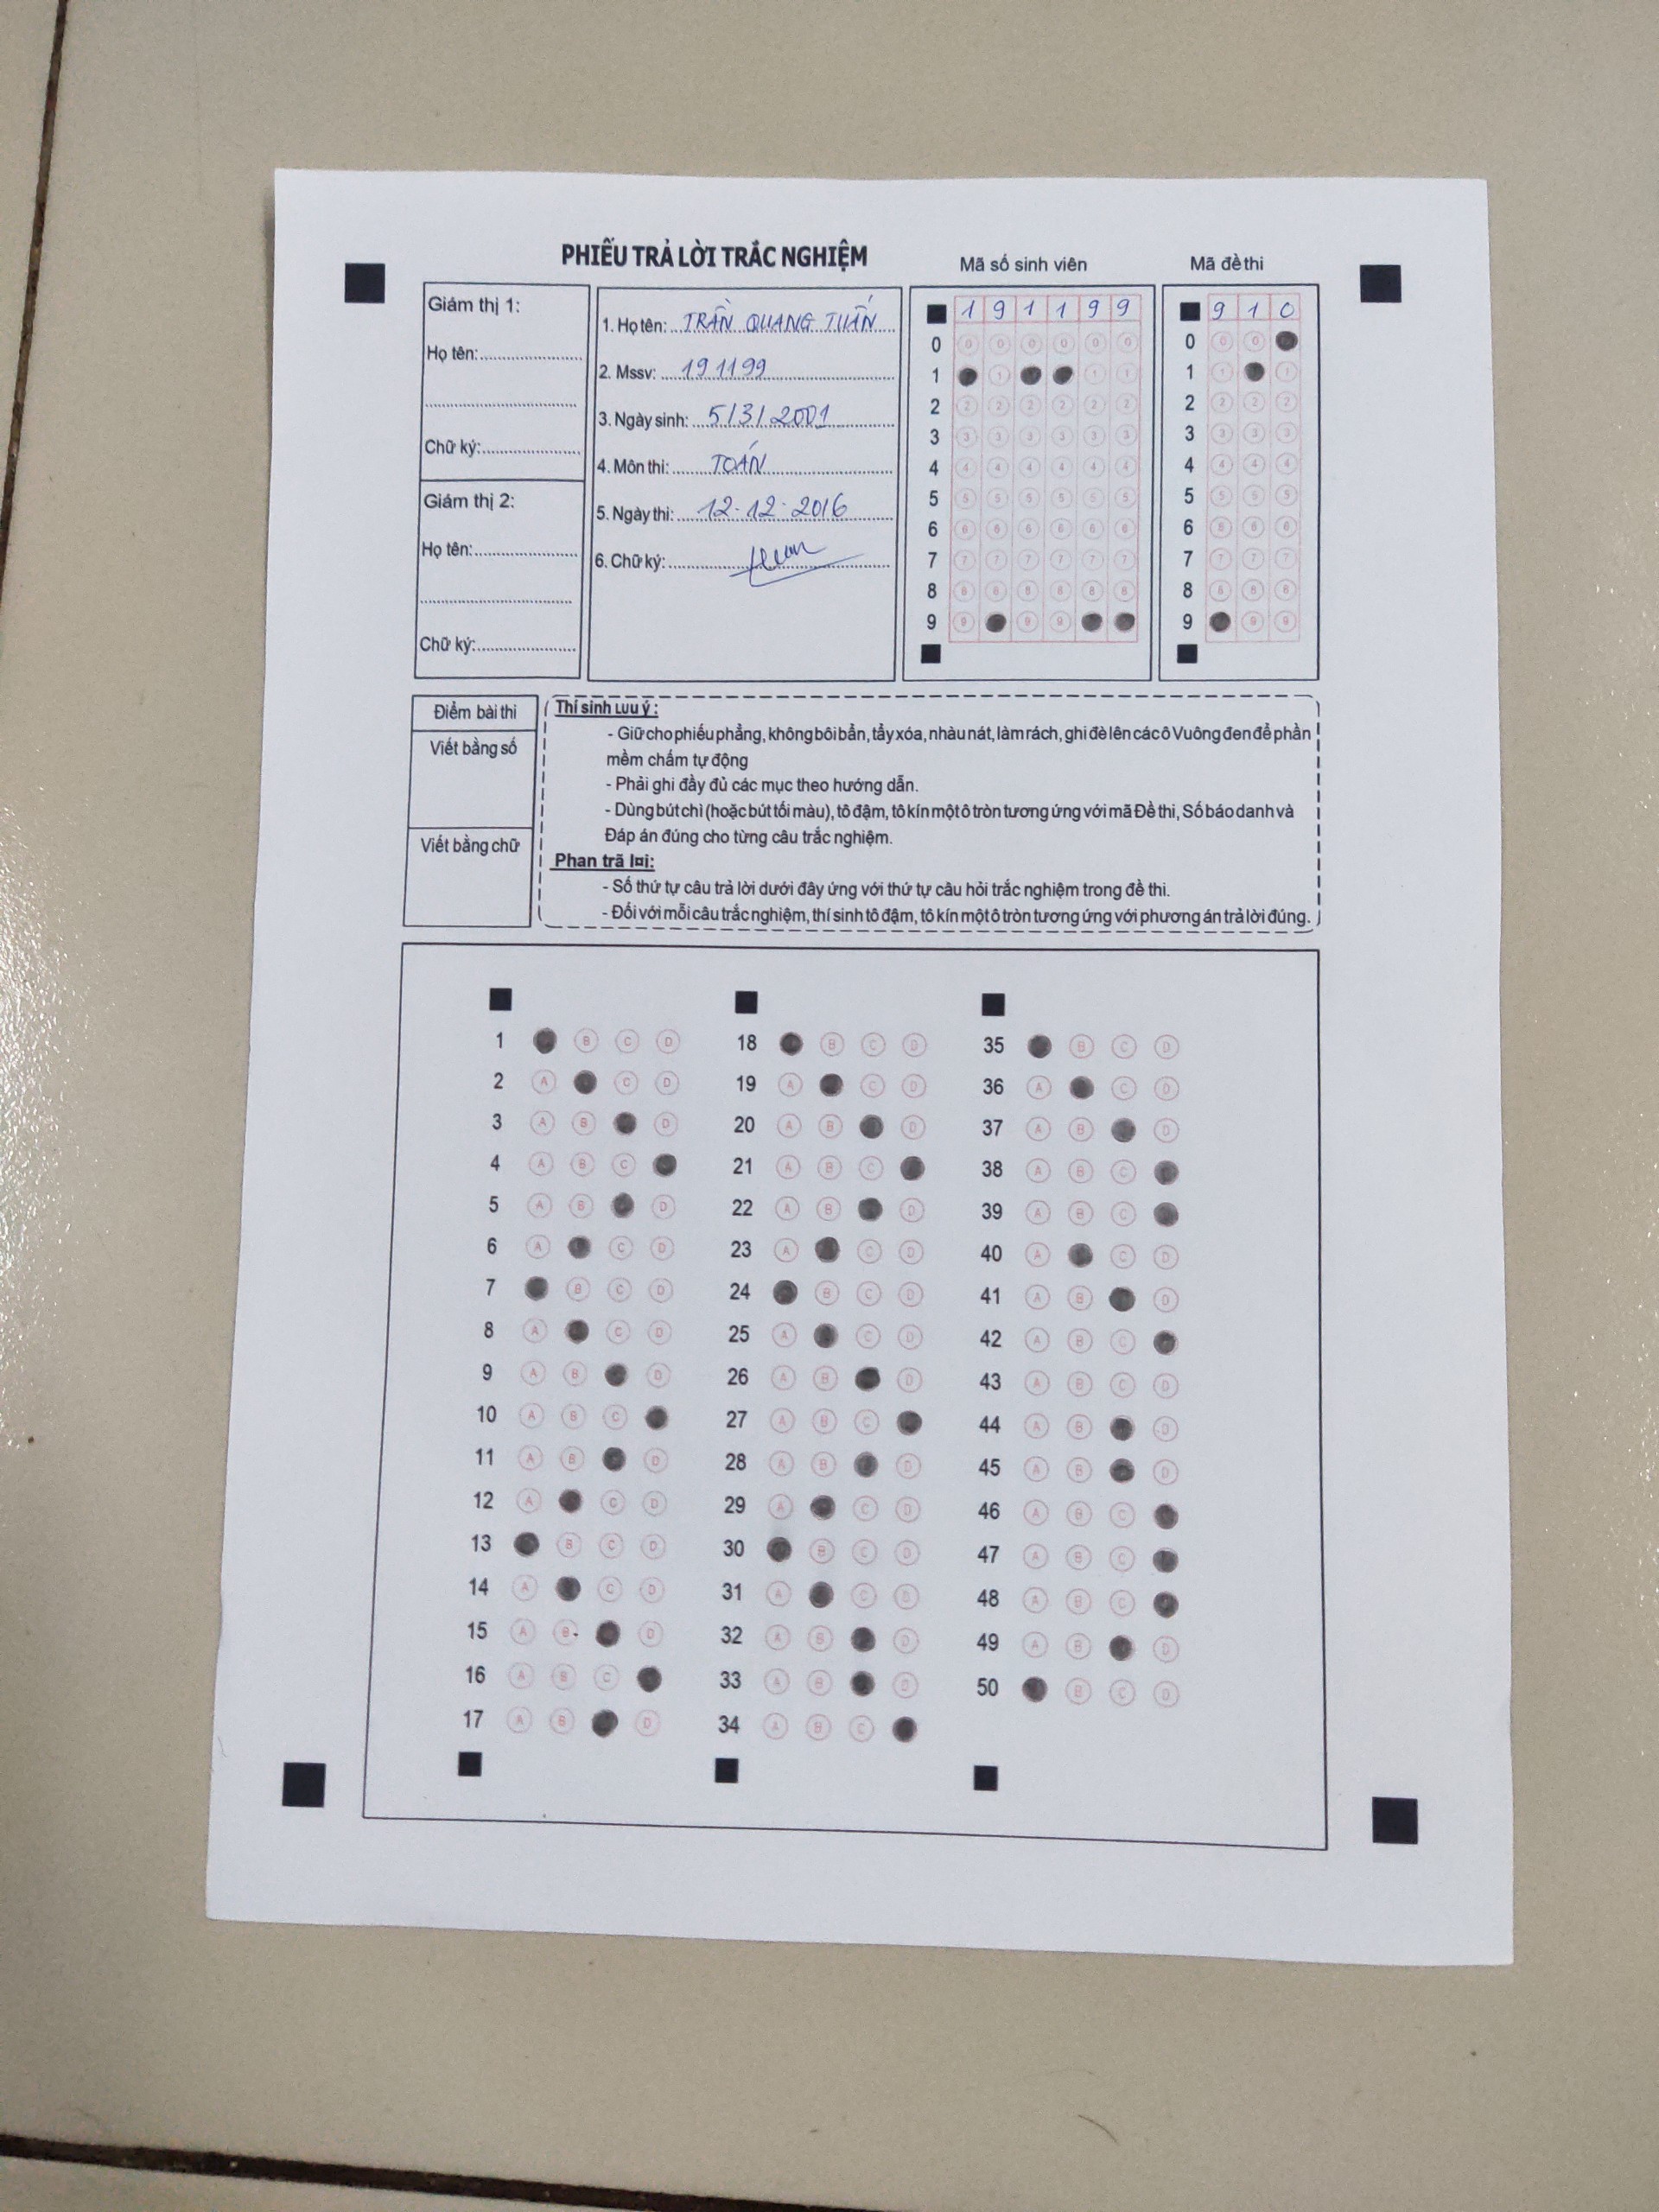 PHIẾU TRẢ LỜI TRẮC NGHIỆM
Mã số sinh viên
Mã đề thi
Giám thị 1:
Họ tên:
Chữ ký:
Giám thị 2:
Họ tên:
Chữ ký:
1. Họ tên: TRẦN QUANG TUẤN
2. Mssv: 191199
3. Ngày sinh: 5/3/2001
4. Môn thi: TOÁN
5. Ngày thi: 12.12.2016
6. Chữ ký:
1 9 1 1 9 9
0 0 0 0 0 0 0
1 1 1 1
2 2 2 2 2 2 2
3 3 3 3 3 3 3
4 4 4 4 4 4 4
5 5 5 5 5 5 5
6 6 6 6 6 6 6
7 7 7 7 7 7 7
8 8 8 8 8 8 8
9 9 9 9
9 1 0
0 0 0
1 1 1
2 2 2 2
3 3 3 3
4 4 4 4
5 5 5 5
6 6 6 6
7 7 7 7
8 8 8 8
9 9 9
Điểm bài thi
Viết bằng số
Viết bằng chữ
Thí sinh Lưu ý :
- Giữ cho phiếu phẳng, không bôi bẩn, tẩy xóa, nhàu nát, làm rách, ghi đè lên các ô Vuông đen để phần
mềm chấm tự động
- Phải ghi đầy đủ các mục theo hướng dẫn.
- Dùng bút chì (hoặc bút tối màu), tô đậm, tô kín một ô tròn tương ứng với mã Đề thi, Số báo danh và
Đáp án đúng cho từng câu trắc nghiệm.
Phan trã l¤i:
- Số thứ tự câu trả lời dưới đây ứng với thứ tự câu hỏi trắc nghiệm trong đề thi.
- Đối với mỗi câu trắc nghiệm, thí sinh tô đậm, tô kín một ô tròn tương ứng với phương án trả lời đúng.
1 B C D
2 A C D
3 A B D
4 A B C
5 A B D
6 A C D
7 B C D
8 A C D
9 A B D
10 A B C
11 A B D
12 A C D
13 B C D
14 A C D
15 A B D
16 A B C
17 A B D
18 B C D
19 A C D
20 A B D
21 A B C
22 A B D
23 A C D
24 B C D
25 A C D
26 A B D
27 A B C
28 A B D
29 A C D
30 B C D
31 A C D
32 A B D
33 A B D
34 A B C
35 B C D
36 A C D
37 A B D
38 A B C
39 A B C
40 A C D
41 A B D
42 A B C
43 A B C D
44 A B D
45 A B D
46 A B C
47 A B C
48 A B C
49 A B D
50 B C D